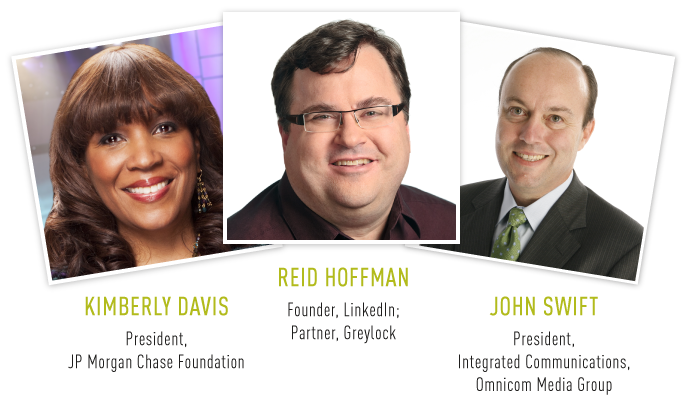 KIMBERLY DAVIS
President,
JP Morgan Chase Foundation
REID HOFFMAN
Founder, LinkedIn;
Partner, Greylock
JOHN SWIFT
President,
Integrated Communications,
Omnicom Media Group